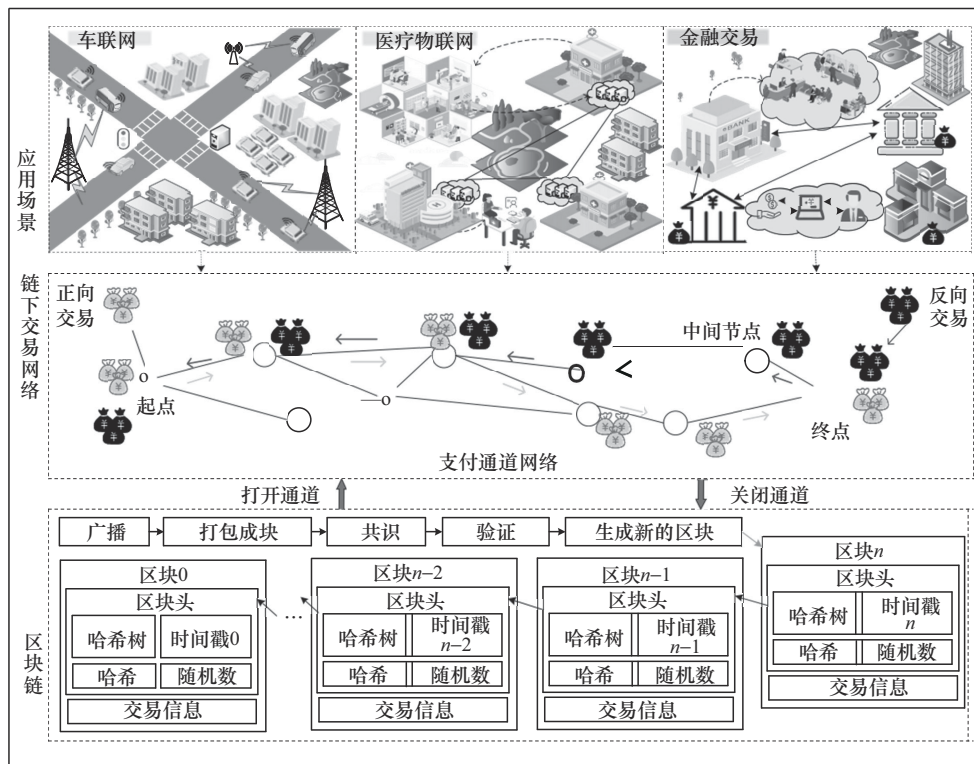 车联网
医疗物联网
金融交易
BANK
应用场景
链下交易网络
正向
交易
反向
交易
中间节点
起点
终点
支付通道网络
打开通道
关闭通道
区块链
广播
打包成块
共识
验证
生成新的区块
区块0
区块头
哈希树
时间戳0
哈希
随机数
交易信息
…
区块n−2
区块头
哈希树
时间戳
n−2
哈希
随机数
交易信息
区块n−1
区块头
哈希树
时间戳
n−1
哈希
随机数
交易信息
区块n
区块头
哈希树
时间戳
n
哈希
随机数
交易信息